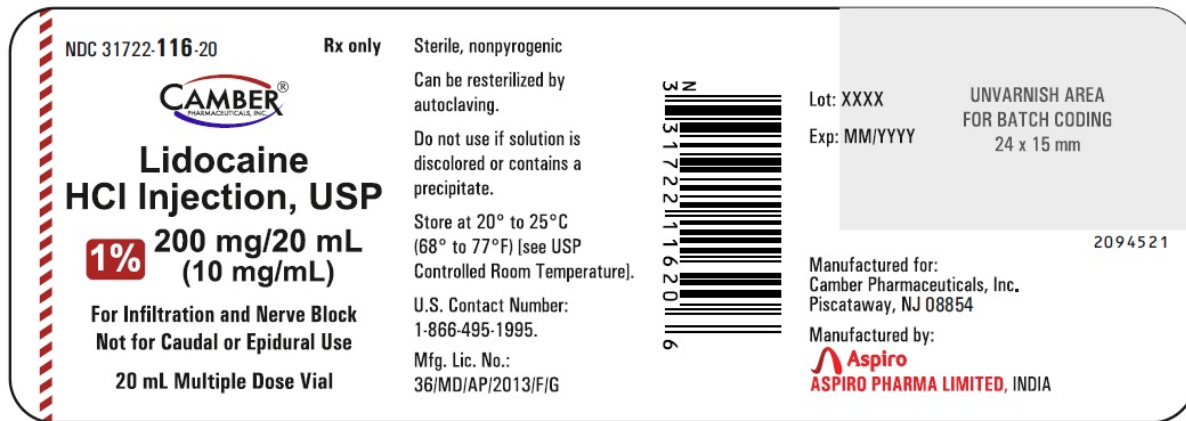 NDC 31722-116-20 Rx only
CAMBER®
PHARMACEUTICALS, INC.
Lidocaine
HCl Injection, USP
1% 200 mg/20 mL
(10 mg/mL)
For Infiltration and Nerve Block
Not for Caudal or Epidural Use
20 mL Multiple Dose Vial
Sterile, nonpyrogenic
Can be resterilized by
autoclaving.
Do not use if solution is
discolored or contains a
precipitate.
Store at 20° to 25°C
(68° to 77°F) [see USP
Controlled Room Temperature].
U.S. Contact Number:
1-866-495-1995.
Mfg. Lic. No.:
36/MD/AP/2013/F/G
N
3 31722 11620 6
Lot: XXXX
Exp: MM/YYYY
UNVARNISH AREA
FOR BATCH CODING
24 x 15 mm
2094521
Manufactured for:
Camber Pharmaceuticals, Inc.
Piscataway, NJ 08854
Manufactured by:
Aspiro
ASPIRO PHARMA LIMITED, INDIA